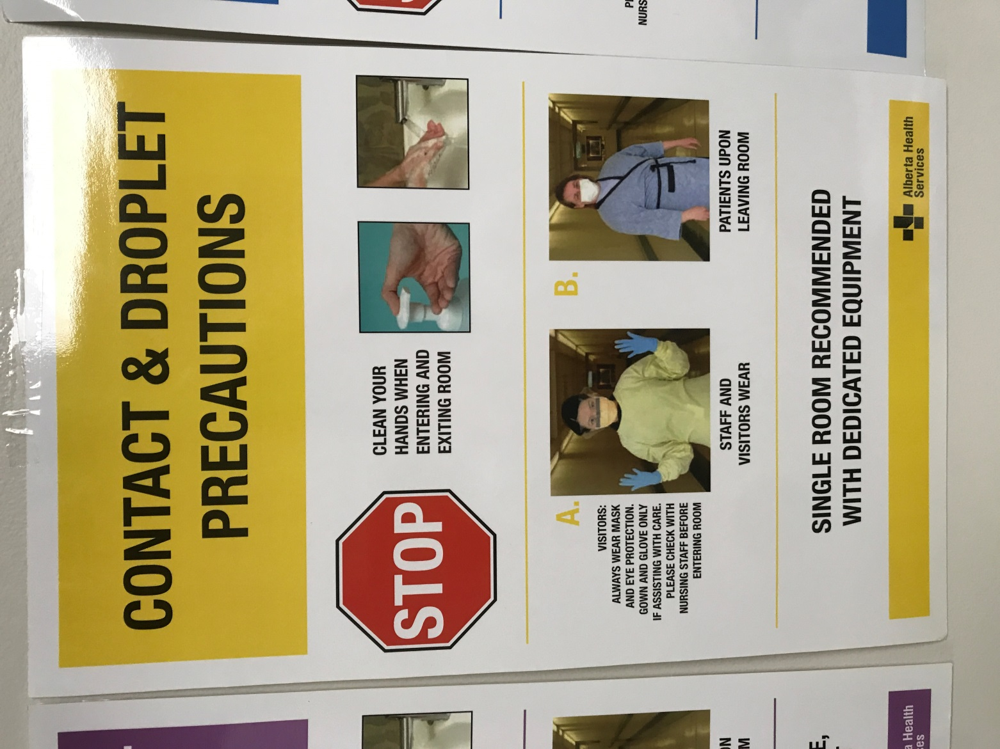 CONTACT & DROPLET
PRECAUTIONS
STOP
CLEAN YOUR
HANDS WHEN
ENTERING AND
EXITING ROOM
A.
VISITORS:
ALWAYS WEAR MASK
AND EYE PROTECTION.
GOWN AND GLOVE ONLY
IF ASSISTING WITH CARE.
PLEASE CHECK WITH
NURSING STAFF BEFORE
ENTERING ROOM
STAFF AND
VISITORS WEAR
B.
PATIENTS UPON
LEAVING ROOM
SINGLE ROOM RECOMMENDED
WITH DEDICATED EQUIPMENT
Alberta Health
Services
NURS
Health